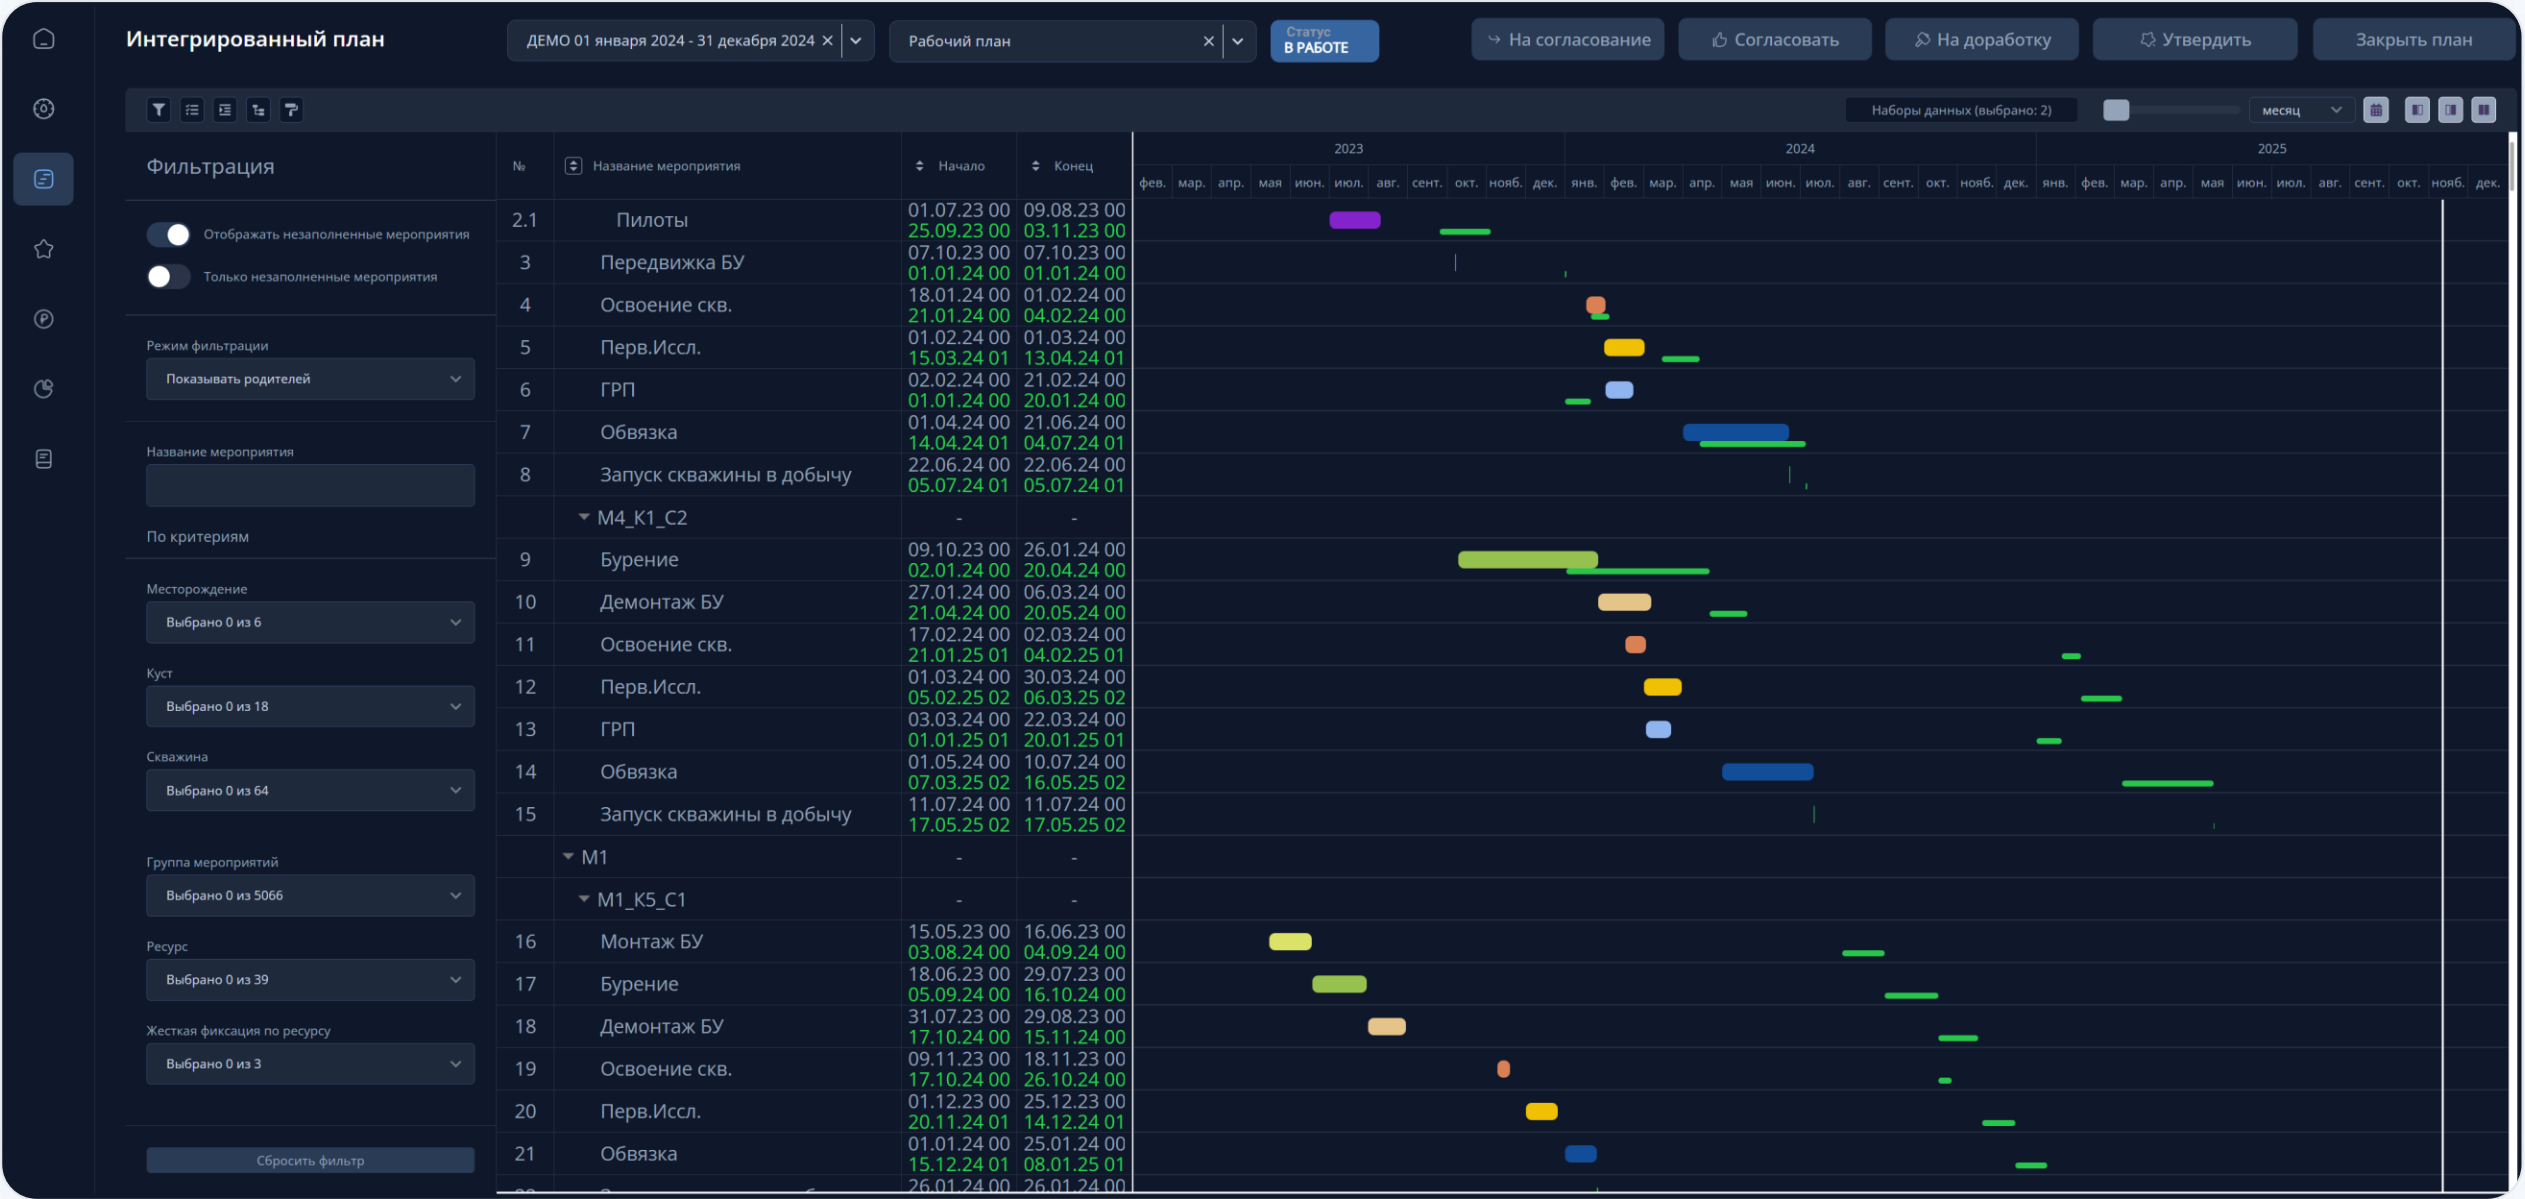 Интегрированный план
ДЕМО 01 января 2024 - 31 декабря 2024
Рабочий план
Статус
В РАБОТЕ
На согласование
Согласовать
На доработку
Утвердить
Закрыть план
Наборы данных (выбрано: 2)
месяц
Фильтрация
Отображать незаполненные мероприятия
Только незаполненные мероприятия
Режим фильтрации
Показывать родителей
Название мероприятия
По критериям
Месторождение
Выбрано 0 из 6
Куст
Выбрано 0 из 18
Скважина
Выбрано 0 из 64
Группа мероприятий
Выбрано 0 из 5066
Ресурс
Выбрано 0 из 39
Жесткая фиксация по ресурсу
Выбрано 0 из 3
Сбросить фильтр
№ Название мероприятия Начало Конец
2023 2024 2025
фев. мар. апр. мая июн. июл. авг. сент. окт. нояб. дек. янв. фев. мар. апр. мая июн. июл. авг. сент. окт. нояб. дек. янв. фев. мар. апр. мая июн. июл. авг. сент. окт. нояб. дек.
2.1 Пилоты 01.07.23 00 09.08.23 00
25.09.23 00 03.11.23 00
3 Передвижка БУ 07.10.23 00 07.10.23 00
01.01.24 00 01.01.24 00
4 Освоение скв. 18.01.24 00 01.02.24 00
21.01.24 00 04.02.24 00
5 Перв.Иссл. 01.02.24 00 01.03.24 00
15.03.24 01 13.04.24 01
6 ГРП 02.02.24 00 21.02.24 00
01.01.24 00 20.01.24 00
7 Обвязка 01.04.24 00 21.06.24 00
14.04.24 01 04.07.24 01
8 Запуск скважины в добычу 22.06.24 00 22.06.24 00
05.07.24 01 05.07.24 01
М4_К1_С2 - -
9 Бурение 09.10.23 00 26.01.24 00
02.01.24 00 20.04.24 00
10 Демонтаж БУ 27.01.24 00 06.03.24 00
21.04.24 00 20.05.24 00
11 Освоение скв. 17.02.24 00 02.03.24 00
21.01.25 01 04.02.25 01
12 Перв.Иссл. 01.03.24 00 30.03.24 00
05.02.25 02 06.03.25 02
13 ГРП 03.03.24 00 22.03.24 00
01.01.25 01 20.01.25 01
14 Обвязка 01.05.24 00 10.07.24 00
07.03.25 02 16.05.25 02
15 Запуск скважины в добычу 11.07.24 00 11.07.24 00
17.05.25 02 17.05.25 02
М1 - -
М1_К5_С1 - -
16 Монтаж БУ 15.05.23 00 16.06.23 00
03.08.24 00 04.09.24 00
17 Бурение 18.06.23 00 29.07.23 00
05.09.24 00 16.10.24 00
18 Демонтаж БУ 31.07.23 00 29.08.23 00
17.10.24 00 15.11.24 00
19 Освоение скв. 09.11.23 00 18.11.23 00
17.10.24 00 26.10.24 00
20 Перв.Иссл. 01.12.23 00 25.12.23 00
20.11.24 01 14.12.24 01
21 Обвязка 01.01.24 00 25.01.24 00
15.12.24 01 08.01.25 01
26.01.24 00 26.01.24 00